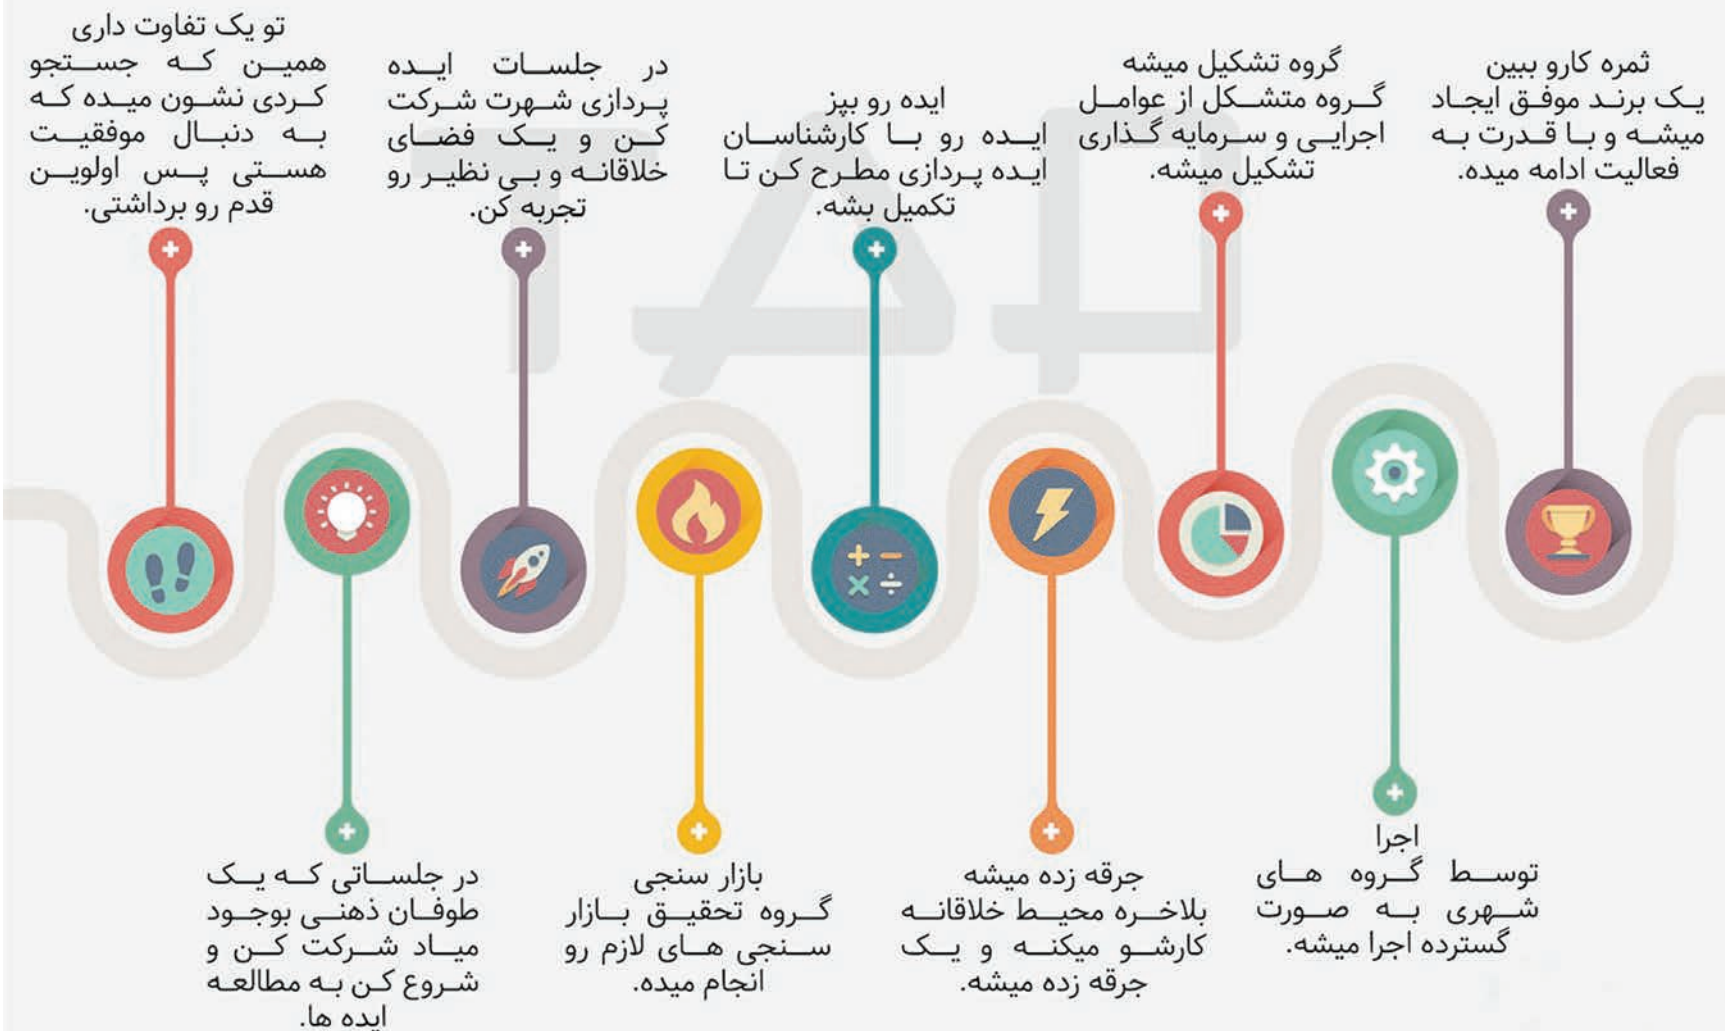 تو یک تفاوت داری
همین که جستجو
کردی نشون میده که
به دنبال موفقیت
هستی پس اولوین
قدم رو برداشتی.
در جلساتی که یک
طوفان ذهنی بوجود
میاد شرکت کن و
شروع کن به مطالعه
ایده ها.
در جلسات ایده
پردازی شهرت شرکت
کن و یک فضای
خلاقانه و بی نظیر رو
تجربه کن.
بازار سنجی
گروه تحقیق بازار
سنجی های لازم رو
انجام میده.
ایده رو بپز
ایده رو با کارشناسان
ایده پردازی مطرح کن تا
تکمیل بشه.
جرقه زده میشه
بلاخره محیط خلاقانه
کارشو میکنه و یک
جرقه زده میشه.
گروه تشکیل میشه
گروه متشکل از عوامل
اجرایی و سرمایه گذاری
تشکیل میشه.
اجرا
توسط گروه های
شهری به صورت
گسترده اجرا میشه.
ثمره کارو ببین
یک برند موفق ایجاد
میشه و با قدرت به
فعالیت ادامه میده.